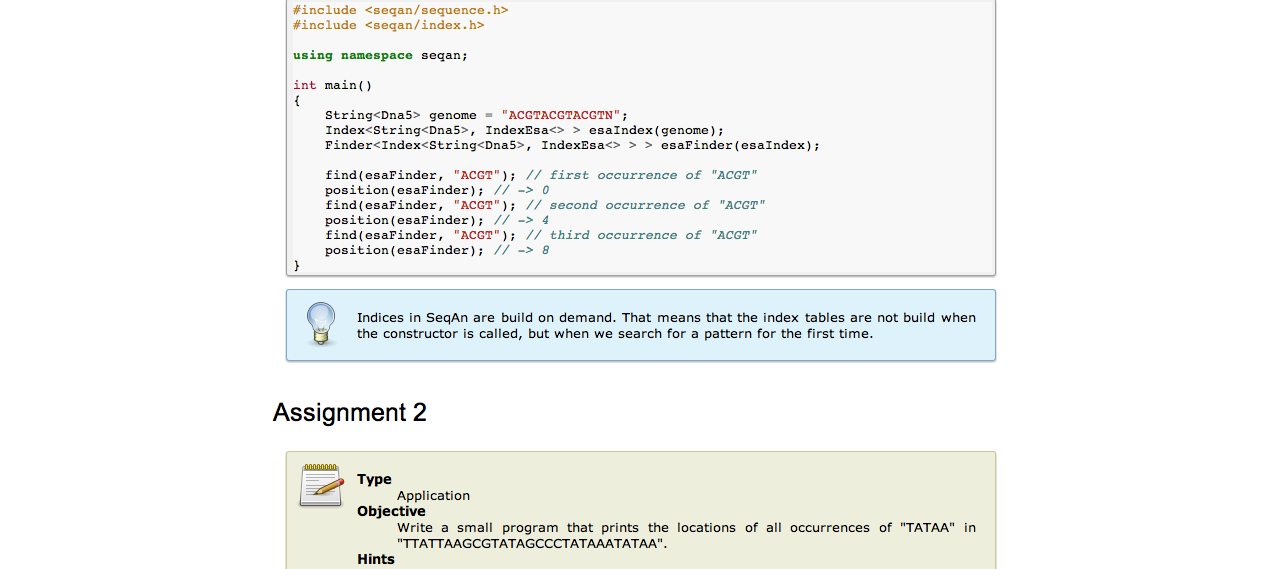 #include <seqan/sequence.h>
#include <seqan/index.h>
using namespace seqan;
int main()
{
String<Dna5> genome = "ACGTACGTACGTN";
Index<String<Dna5>, IndexEsa<> > esaIndex(genome);
Finder<Index<String<Dna5>, IndexEsa<> > > esaFinder(esaIndex);
find(esaFinder, "ACGT"); // first occurrence of "ACGT"
position(esaFinder); // -> 0
find(esaFinder, "ACGT"); // second occurrence of "ACGT"
position(esaFinder); // -> 4
find(esaFinder, "ACGT"); // third occurrence of "ACGT"
position(esaFinder); // -> 8
}
Indices in SeqAn are build on demand. That means that the index tables are not build when
the constructor is called, but when we search for a pattern for the first time.
Assignment 2
Type
Application
Objective
Write a small program that prints the locations of all occurrences of "TATAA" in
"TTATTAAGCGTATAGCCCTATAAATATAA".
Hints